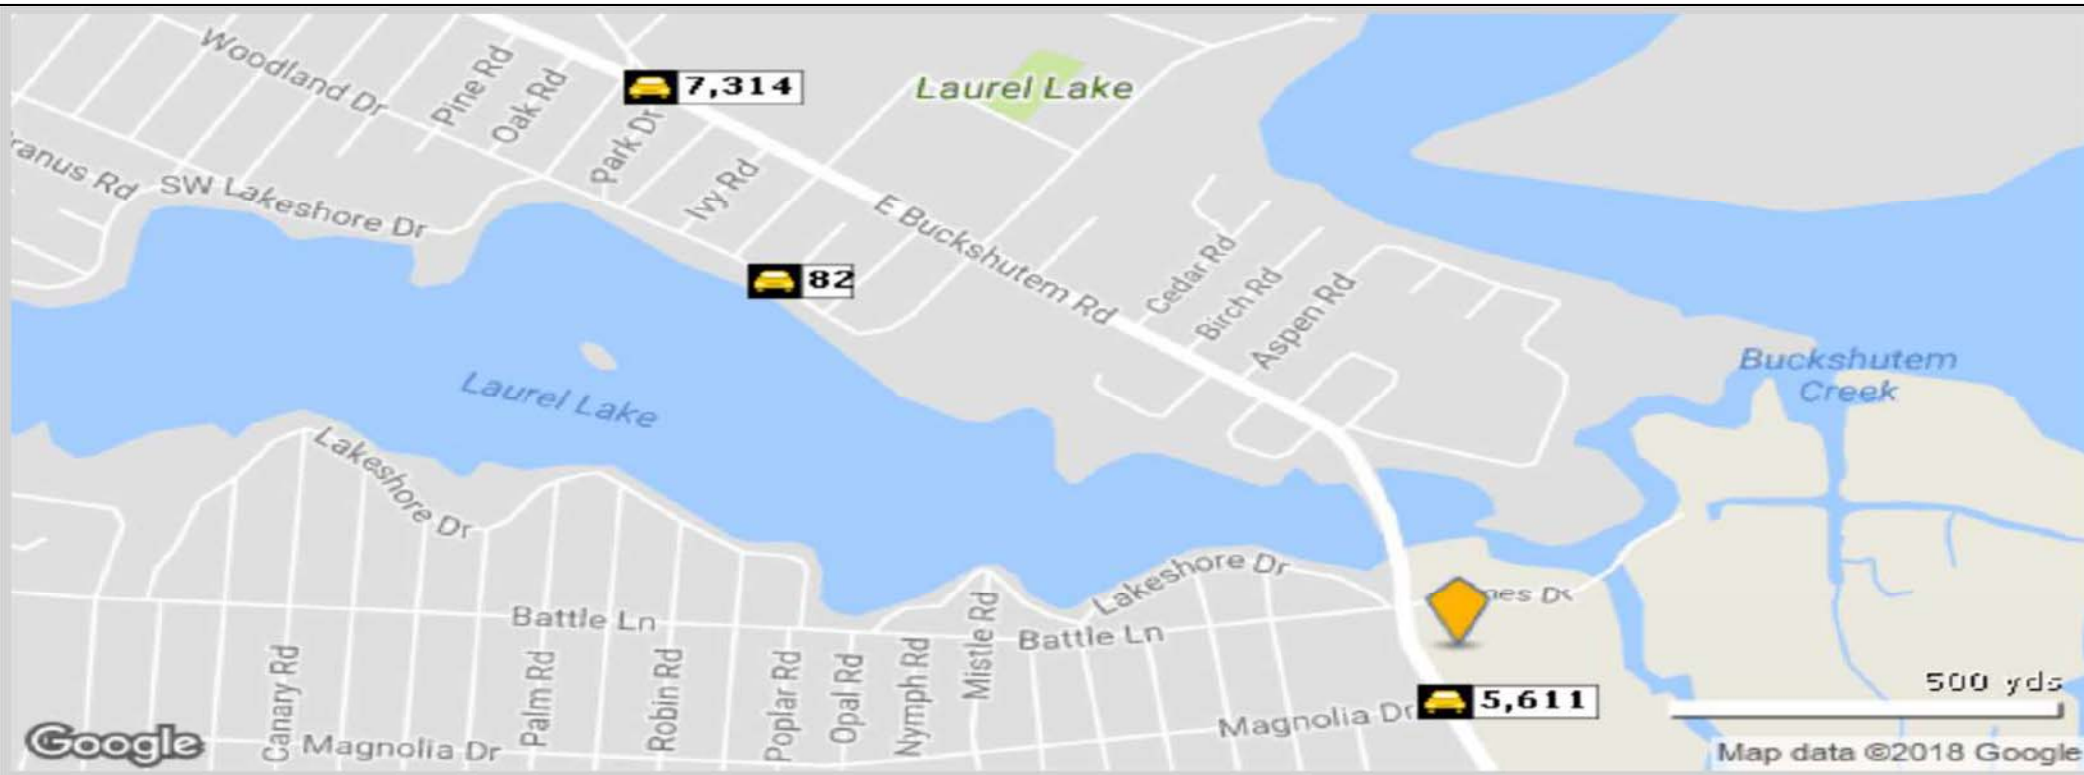 Woodland Dr
Pine Rd
Oak Rd
7,314
Laurel Lake
Park Dr
Ivy Rd
Rd
SW Lakeshore Dr
E Buckshutem Rd
Cedar Rd
Birch Rd
Aspen Rd
82
Laurel Lake
Buckshutem
Creek
Lakeshore Dr
Lakeshore Dr
Battle Ln
Battle Ln
Canary Rd
Palm Rd
Robin Rd
Poplar Rd
Opal Rd
Nymph Rd
Mistle Rd
5,611
500 yds
Magnolia Dr
Magnolia Dr
Google
Map data ©2018 Google